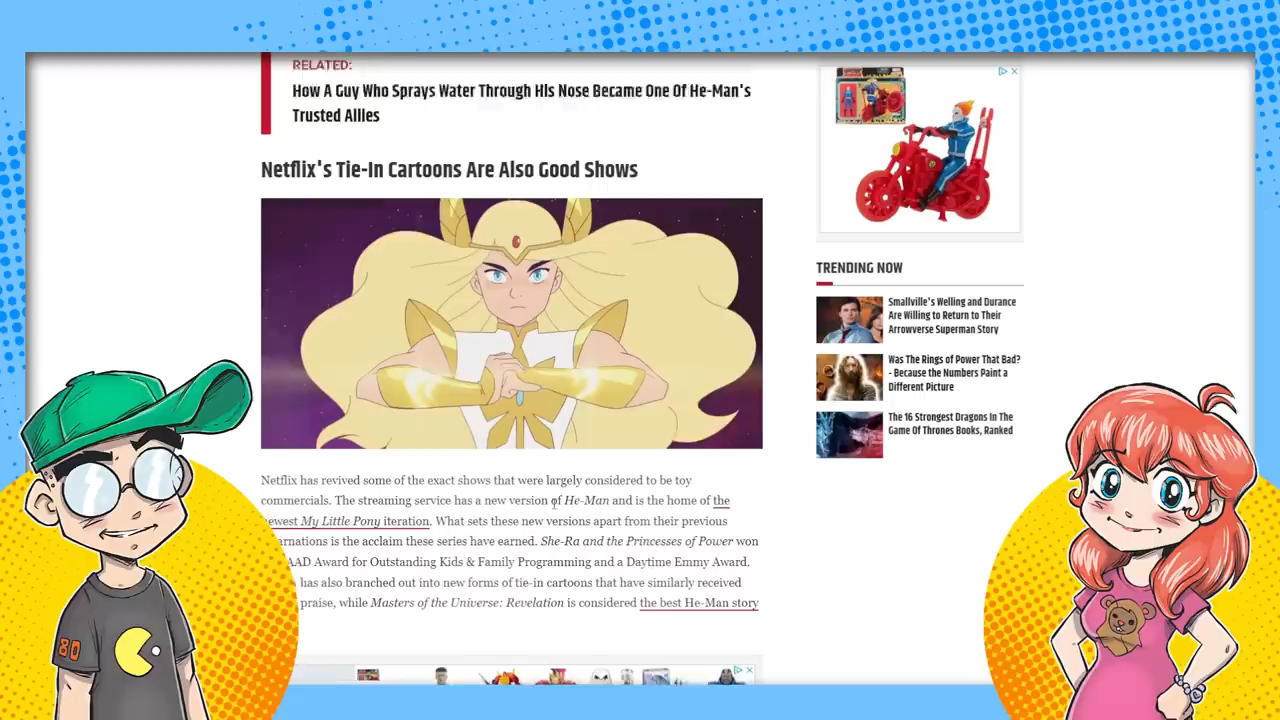 RELATED:
How A Guy Who Sprays Water Through HIs Nose Became One Of He-Man's
Trusted Allies
Netflix's Tie-In Cartoons Are Also Good Shows
Netflix has revived some of the exact shows that were largely considered to be toy
commercials. The streaming service has a new version of He-Man and is the home of the
newest My Little Pony iteration. What sets these new versions apart from their previous
is the acclaim these series have earned. She-Ra and the Princesses of Power won
Award for Outstanding Kids & Family Programming and a Daytime Emmy Award.
has also branched out into new forms of tie-in cartoons that have similarly received
praise, while Masters of the Universe: Revelation is considered the best He-Man story
TRENDING NOW
Smallville's Welling and Durance
Are Willing to Return to Their
Arrowverse Superman Story
Was The Rings of Power That Bad?
- Because the Numbers Paint a
Different Picture
The 16 Strongest Dragons In The
Game Of Thrones Books, Ranked
80